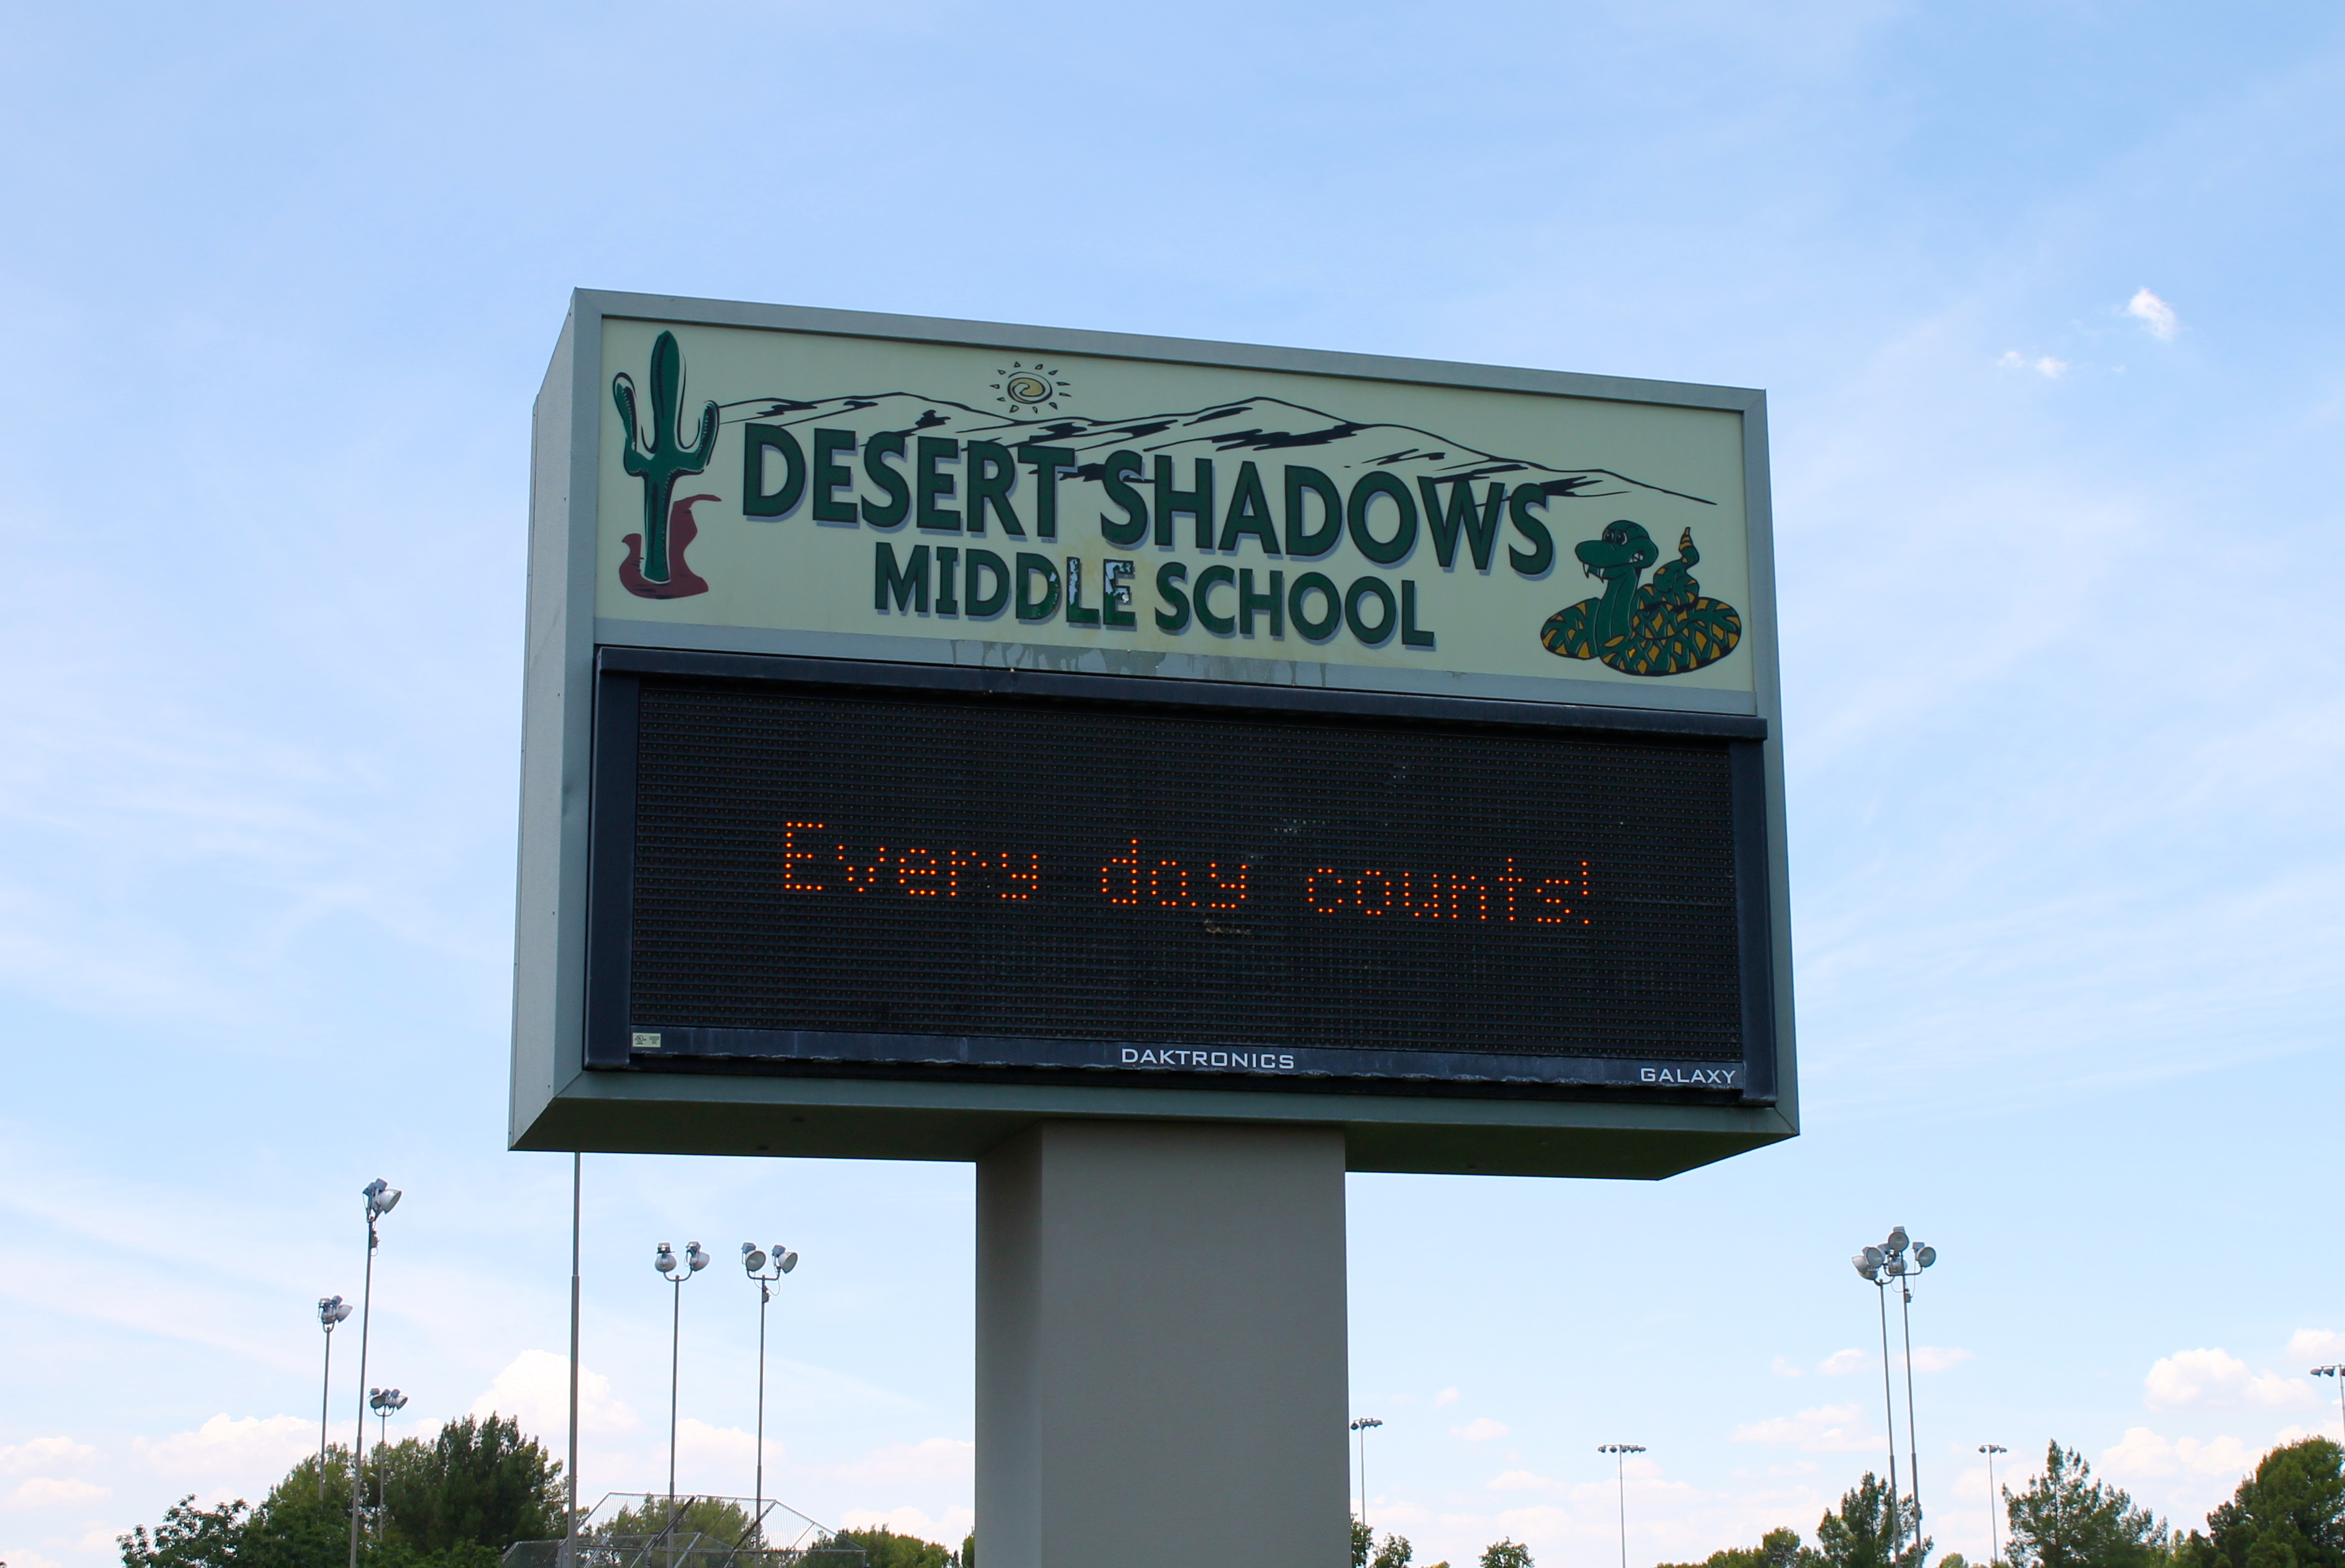 DESERT SHADOWS
MIDDLE SCHOOL
Every day counts!
DAKTRONICS
GALAXY